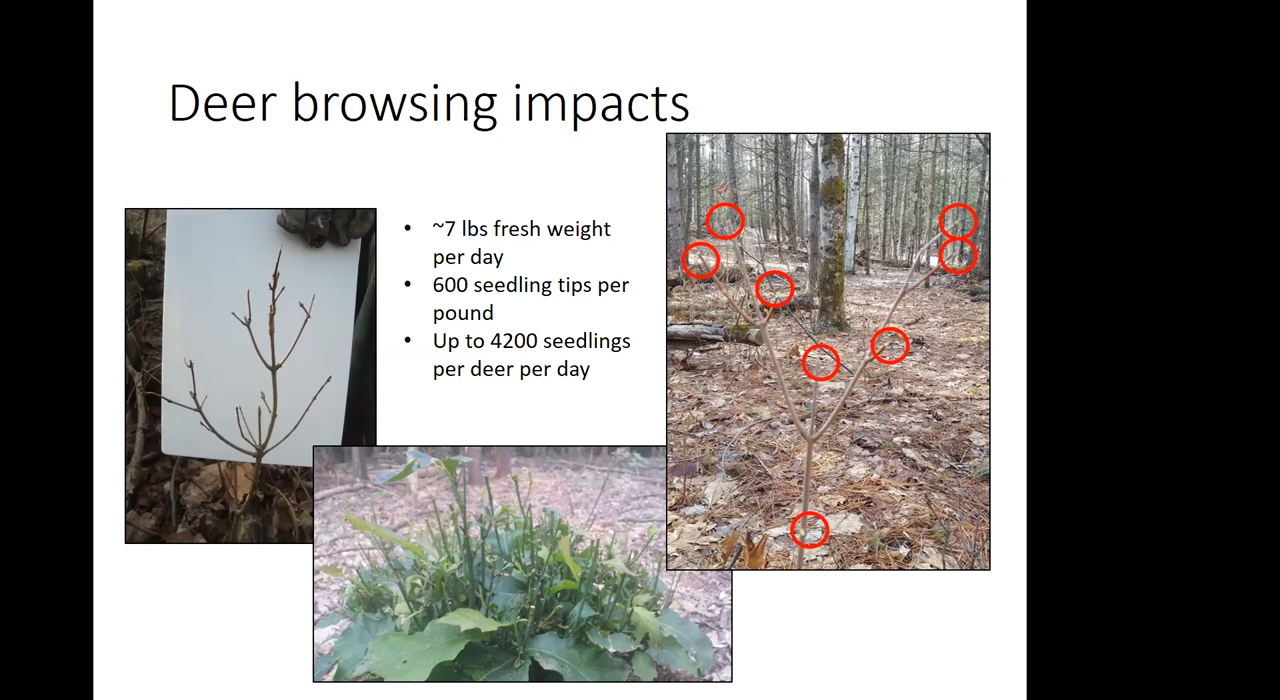 Deer browsing impacts
• ~7 lbs fresh weight
per day
• 600 seedling tips per
pound
• Up to 4200 seedlings
per deer per day